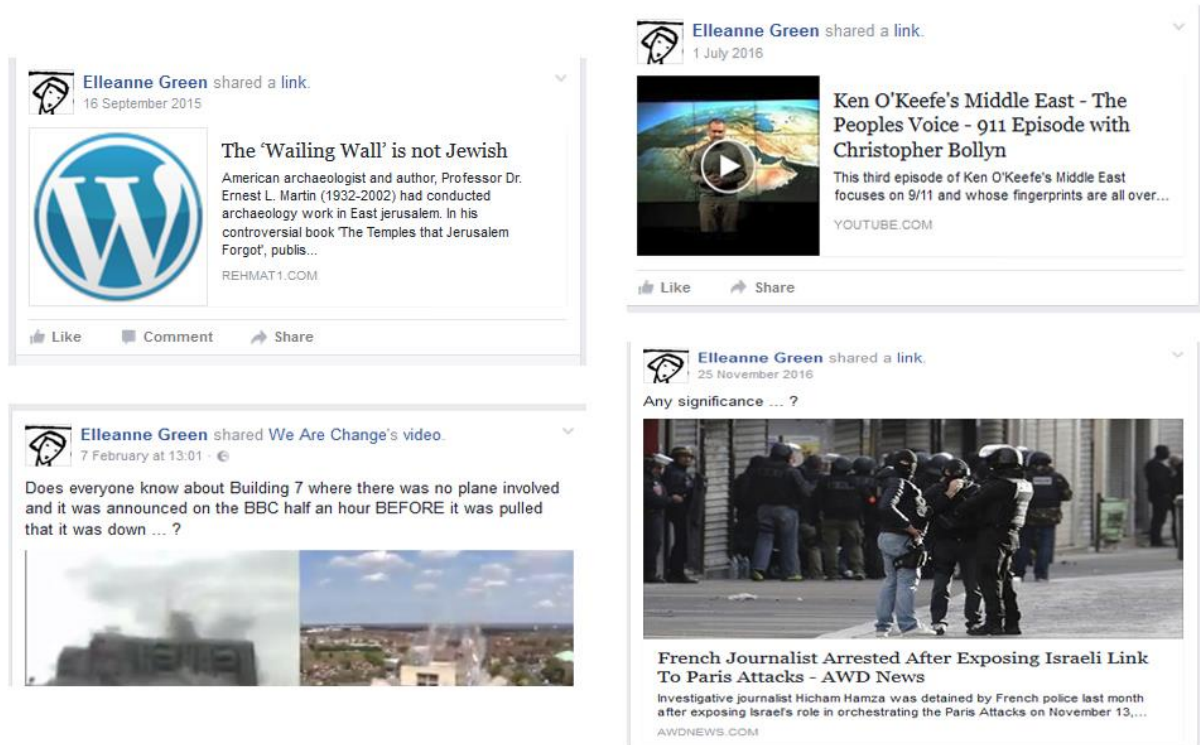 Elleanne Green shared a link.
16 September 2015
The ‘Wailing Wall’ is not Jewish
American archaeologist and author, Professor Dr.
Ernest L. Martin (1932-2002) had conducted
archaeology work in East jerusalem. In his
controversial book 'The Temples that Jerusalem
Forgot', publis...
REHMAT1.COM
Like Comment Share
Elleanne Green shared We Are Change's video.
7 February at 13:01 ·
Does everyone know about Building 7 where there was no plane involved
and it was announced on the BBC half an hour BEFORE it was pulled
that it was down ... ?
Elleanne Green shared a link.
1 July 2016
Ken O'Keefe's Middle East - The
Peoples Voice - 911 Episode with
Christopher Bollyn
This third episode of Ken O'Keefe's Middle East
focuses on 9/11 and whose fingerprints are all over...
YOUTUBE.COM
Like Share
Elleanne Green shared a link.
25 November 2016
Any significance ... ?
French Journalist Arrested After Exposing Israeli Link
To Paris Attacks - AWD News
Investigative journalist Hicham Hamza was detained by French police last month
after exposing Israel's role in orchestrating the Paris Attacks on November 13,...
AWDNEWS.COM